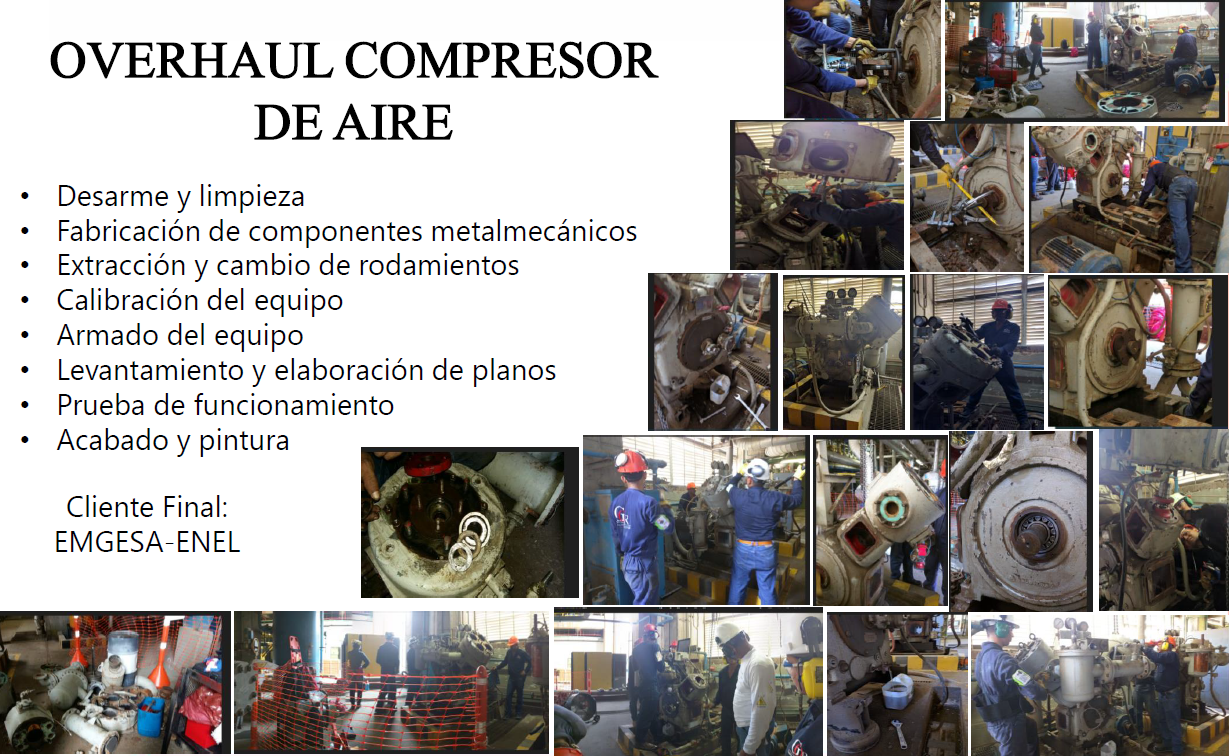 OVERHAUL COMPRESOR
DE AIRE
• Desarme y limpieza
• Fabricación de componentes metalmecánicos
• Extracción y cambio de rodamientos
• Calibración del equipo
• Armado del equipo
• Levantamiento y elaboración de planos
• Prueba de funcionamiento
• Acabado y pintura
Cliente Final:
EMGESA-ENEL